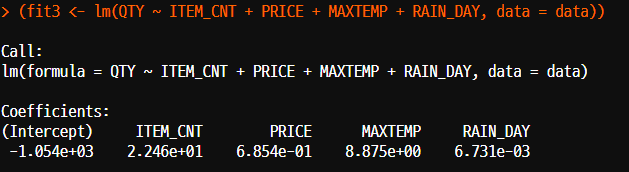 > (fit3 <- lm(QTY ~ ITEM_CNT + PRICE + MAXTEMP + RAIN_DAY, data = data))
Call:
lm(formula = QTY ~ ITEM_CNT + PRICE + MAXTEMP + RAIN_DAY, data = data)
Coefficients:
(Intercept) ITEM_CNT PRICE MAXTEMP RAIN_DAY
-1.054e+03 2.246e+01 6.854e-01 8.875e+00 6.731e-03